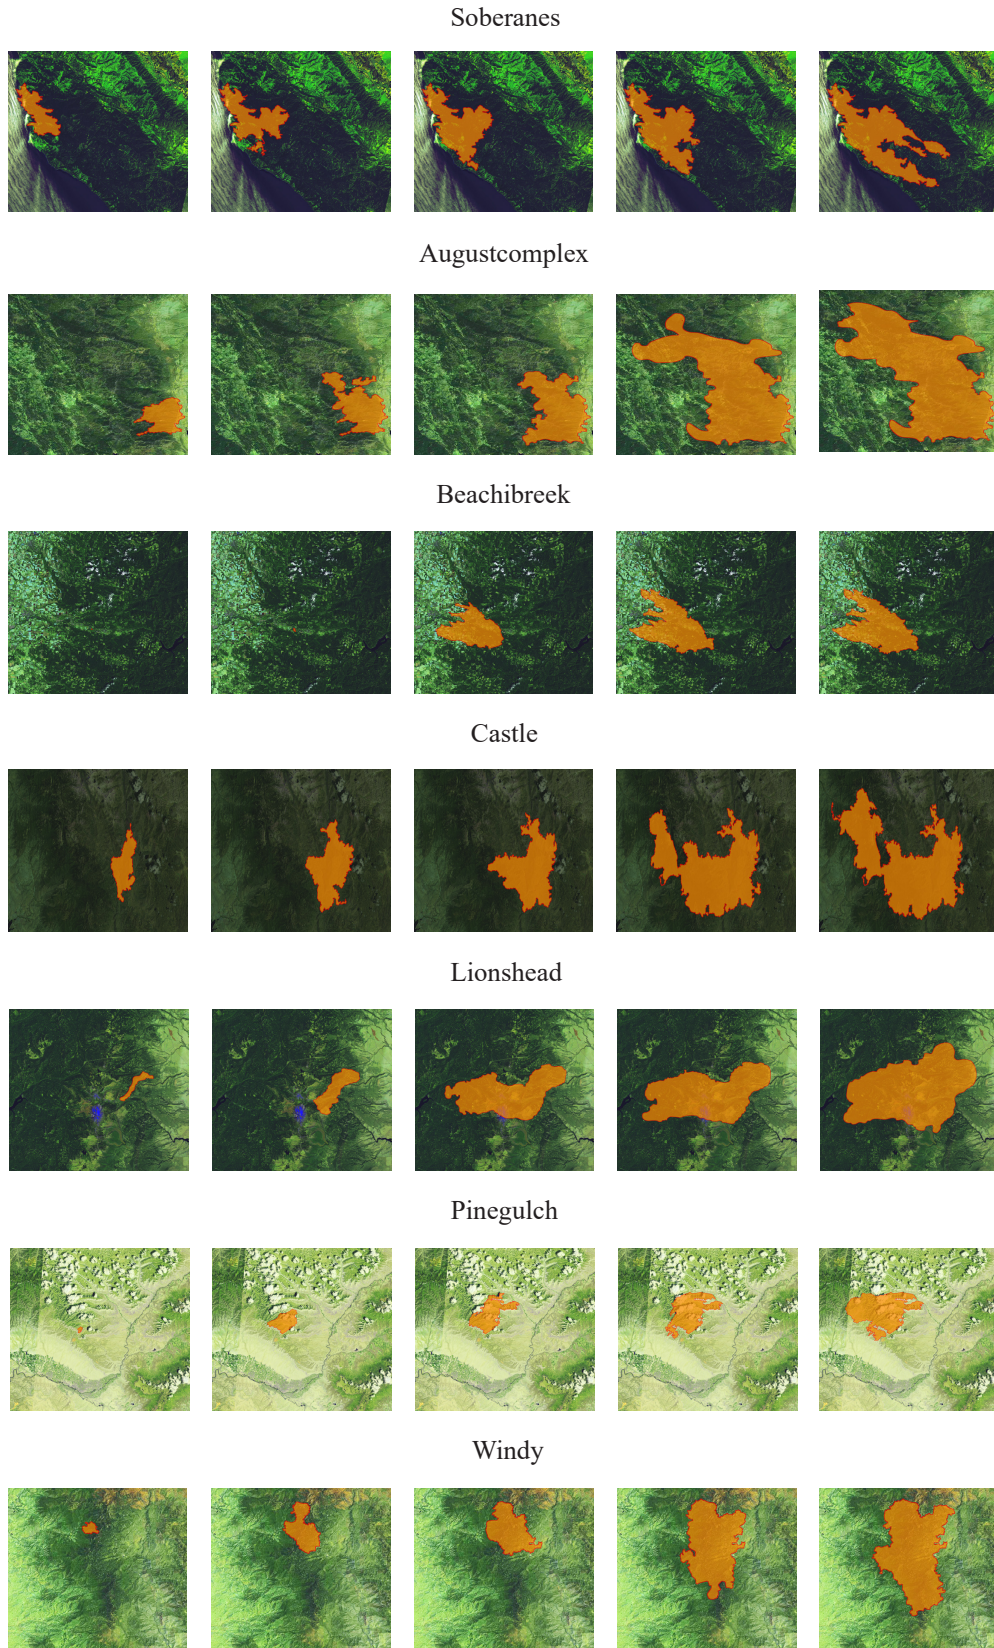 Soberanes
Augustcomplex
Beachibreek
Castle
Lionshead
Pinegulch
Windy